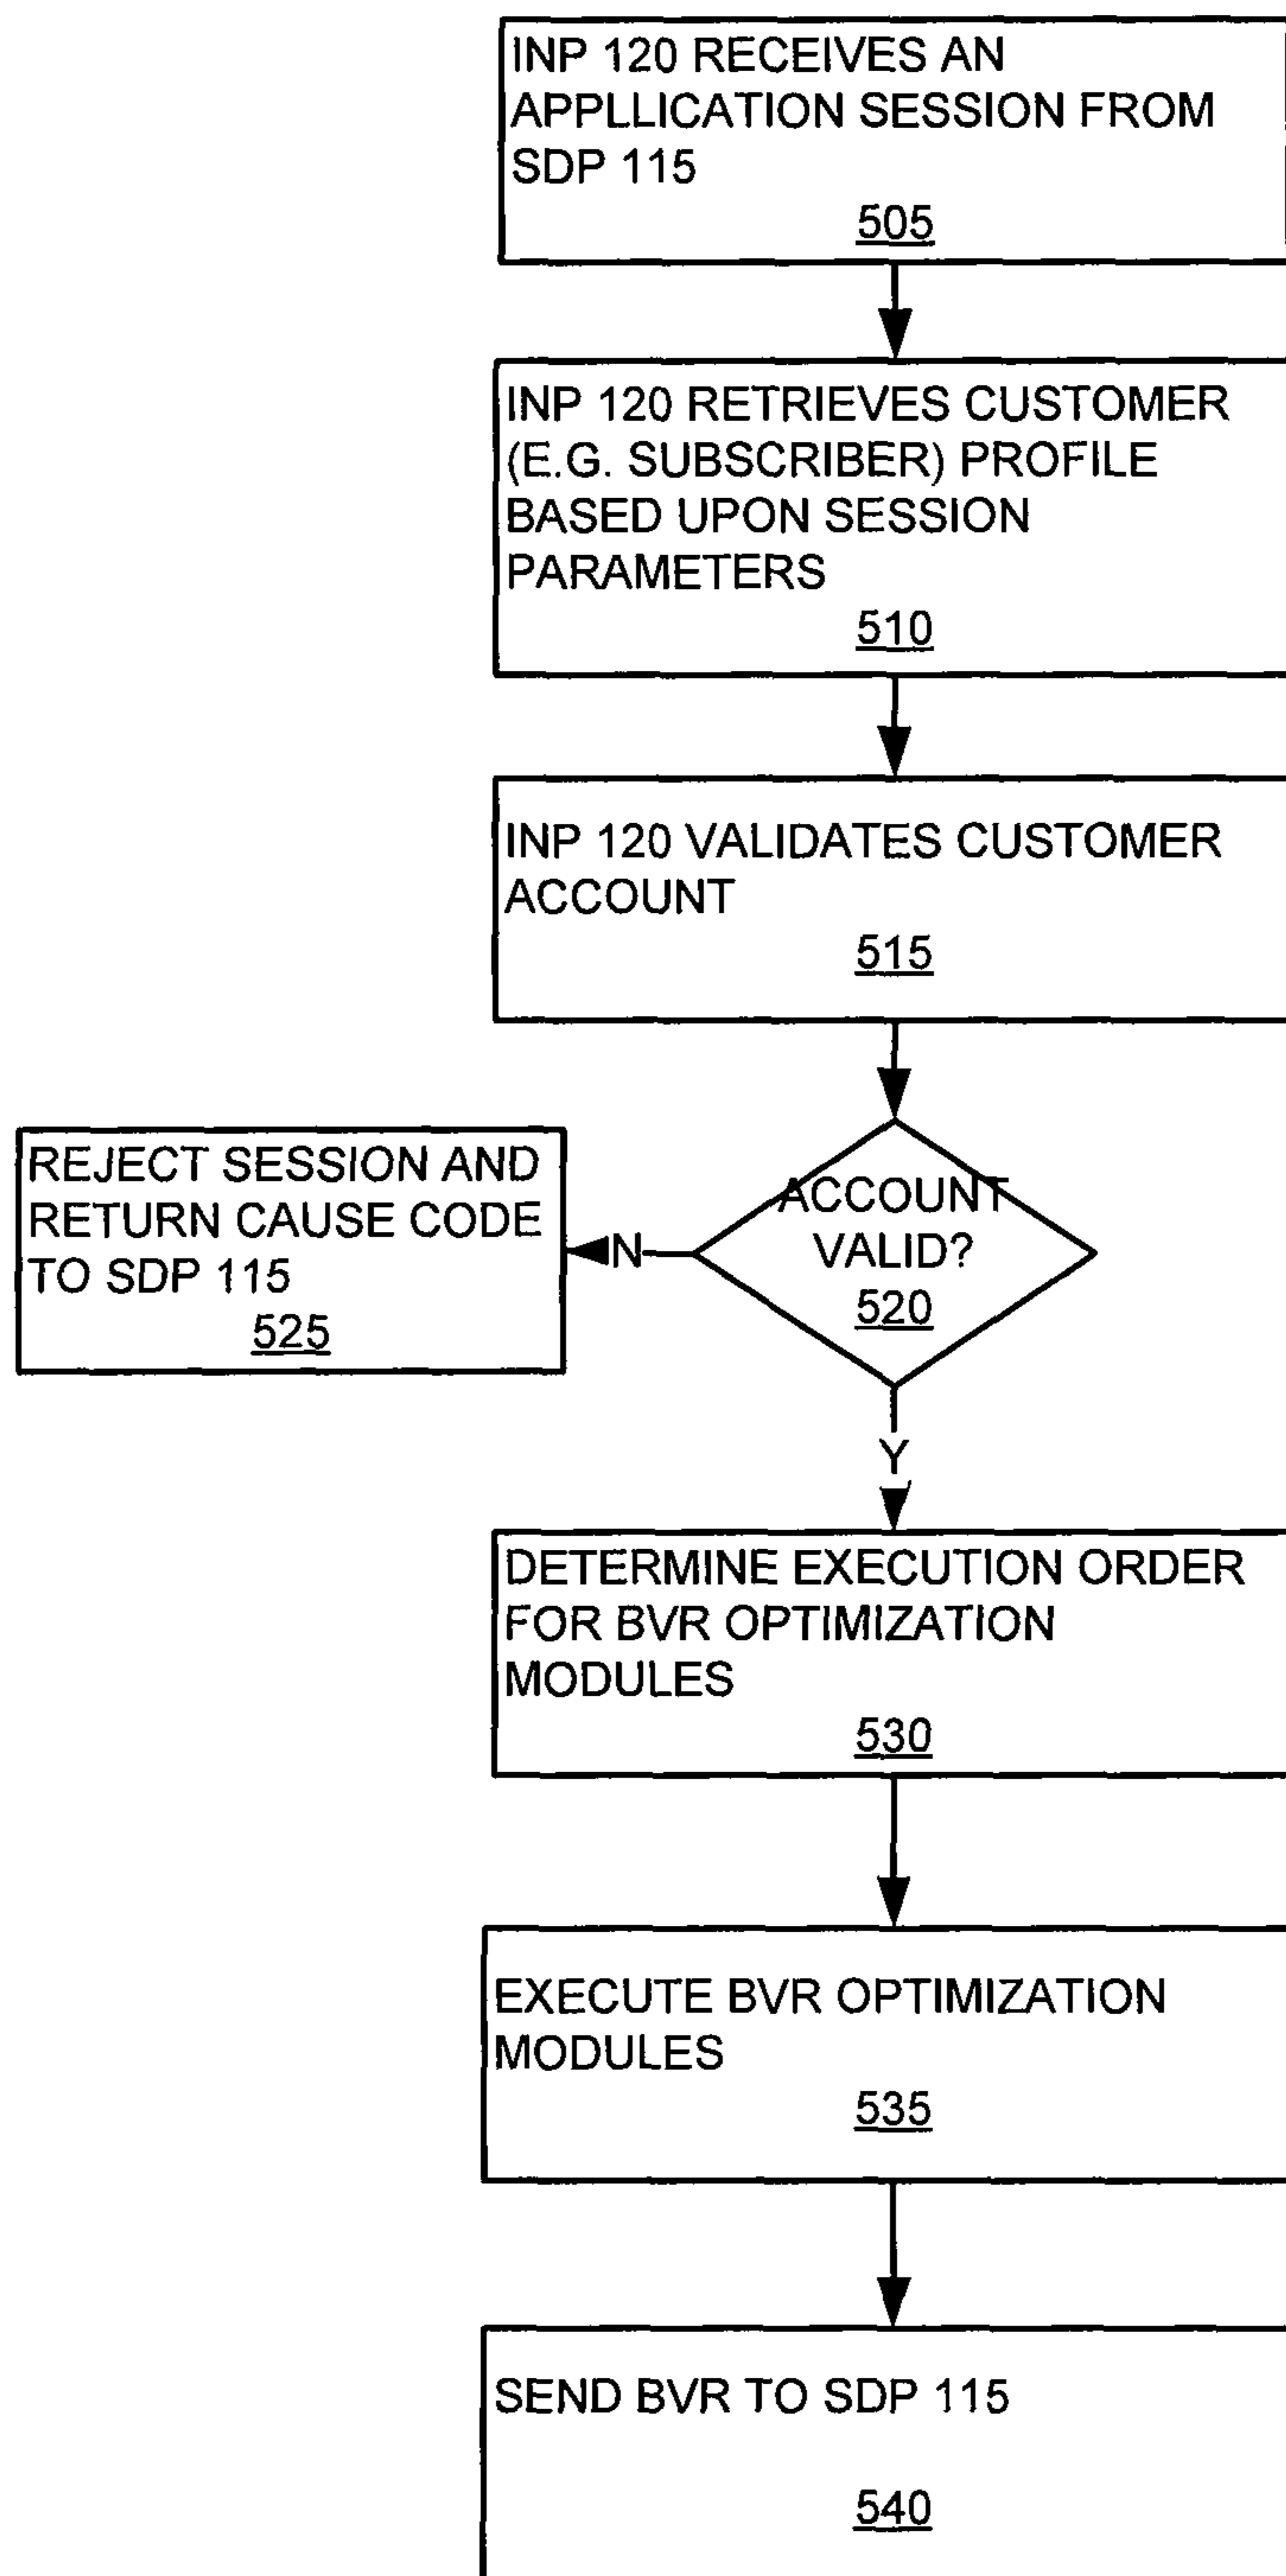 INP 120 RECEIVES AN
APPLLICATION SESSION FROM
SDP 115
505
INP 120 RETRIEVES CUSTOMER
(E.G. SUBSCRIBER) PROFILE
BASED UPON SESSION
PARAMETERS
510
INP 120 VALIDATES CUSTOMER
ACCOUNT
515
ACCOUNT
VALID?
520
N
REJECT SESSION AND
RETURN CAUSE CODE
TO SDP 115
525
Y
DETERMINE EXECUTION ORDER
FOR BVR OPTIMIZATION
MODULES
530
EXECUTE BVR OPTIMIZATION
MODULES
535
SEND BVR TO SDP 115
540